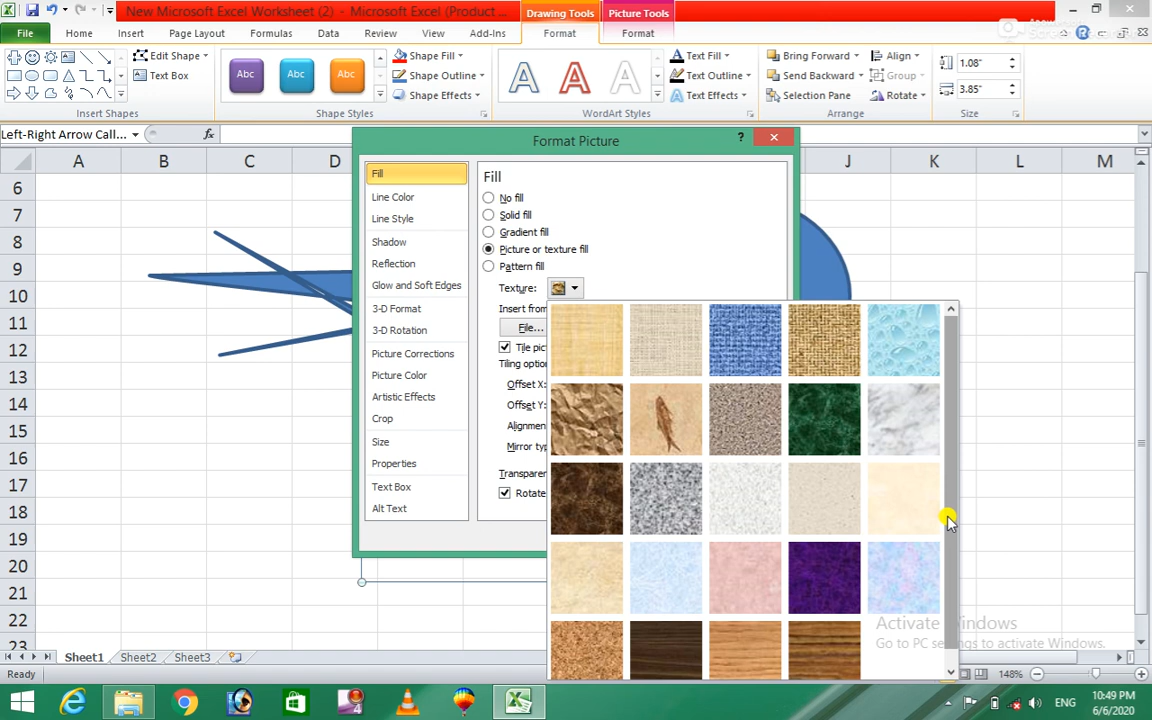 New Microsoft Excel Worksheet (2) - Microsoft Excel (Product ...
Drawing Tools
Picture Tools
File
Home
Insert
Page Layout
Formulas
Data
Review
View
Add-Ins
Format
Format
Edit Shape
Text Box
Insert Shapes
Abc
Abc
Abc
Shape Fill
Shape Outline
Shape Effects
Shape Styles
A
A
A
Text Fill
Text Outline
Text Effects
WordArt Styles
Bring Forward
Send Backward
Selection Pane
Align
Group
Rotate
Arrange
1.08"
3.85"
Size
Left-Right Arrow Call...
fx
A
B
C
D
J
K
L
M
6
7
8
9
10
11
12
13
14
15
16
17
18
19
20
21
22
23
Format Picture
?
Fill
Line Color
Line Style
Shadow
Reflection
Glow and Soft Edges
3-D Format
3-D Rotation
Picture Corrections
Picture Color
Artistic Effects
Crop
Size
Properties
Text Box
Alt Text
Fill
No fill
Solid fill
Gradient fill
Picture or texture fill
Pattern fill
Texture:
Insert from
File...
Tile pict
Tiling optio
Offset X:
Offset Y:
Alignmen
Mirror typ
Transparen
Rotate
Activate Windows
Go to PC settings to activate Windows.
Sheet1
Sheet2
Sheet3
Ready
148%
ENG
10:49 PM
6/6/2020